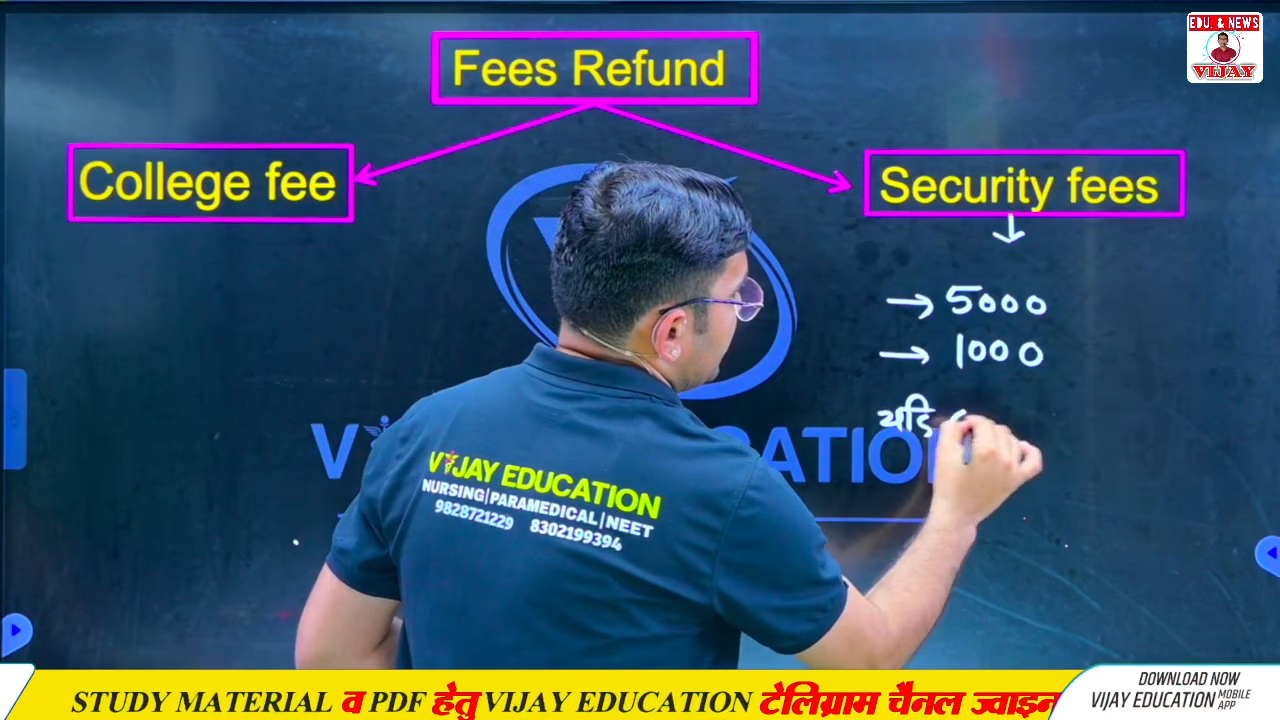 EDU. & NEWS
VIJAY
Fees Refund
College fee
Security fees
→ 5000
→ 1000
यदि
VIJAY EDUCATION
NURSING|PARAMEDICAL|NEET
9828721229 8302199394
STUDY MATERIAL व PDF हेतु VIJAY EDUCATION टेलिग्राम चैनल ज्वाइन
DOWNLOAD NOW
VIJAY EDUCATION MOBILE APP